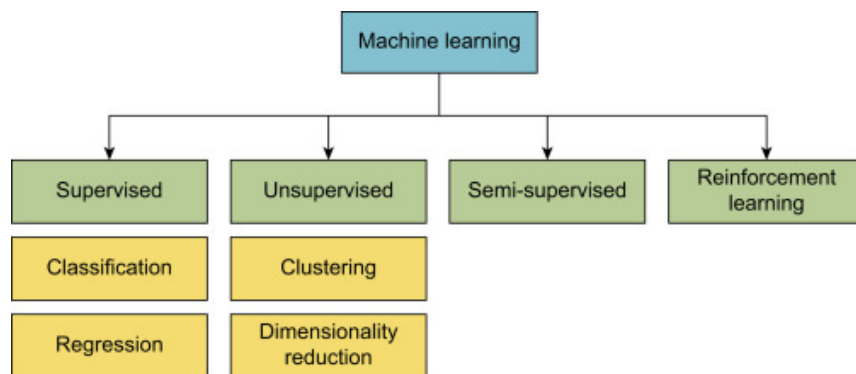 Machine learning
Supervised
Unsupervised
Semi-supervised
Reinforcement
learning
Classification
Clustering
Regression
Dimensionality
reduction